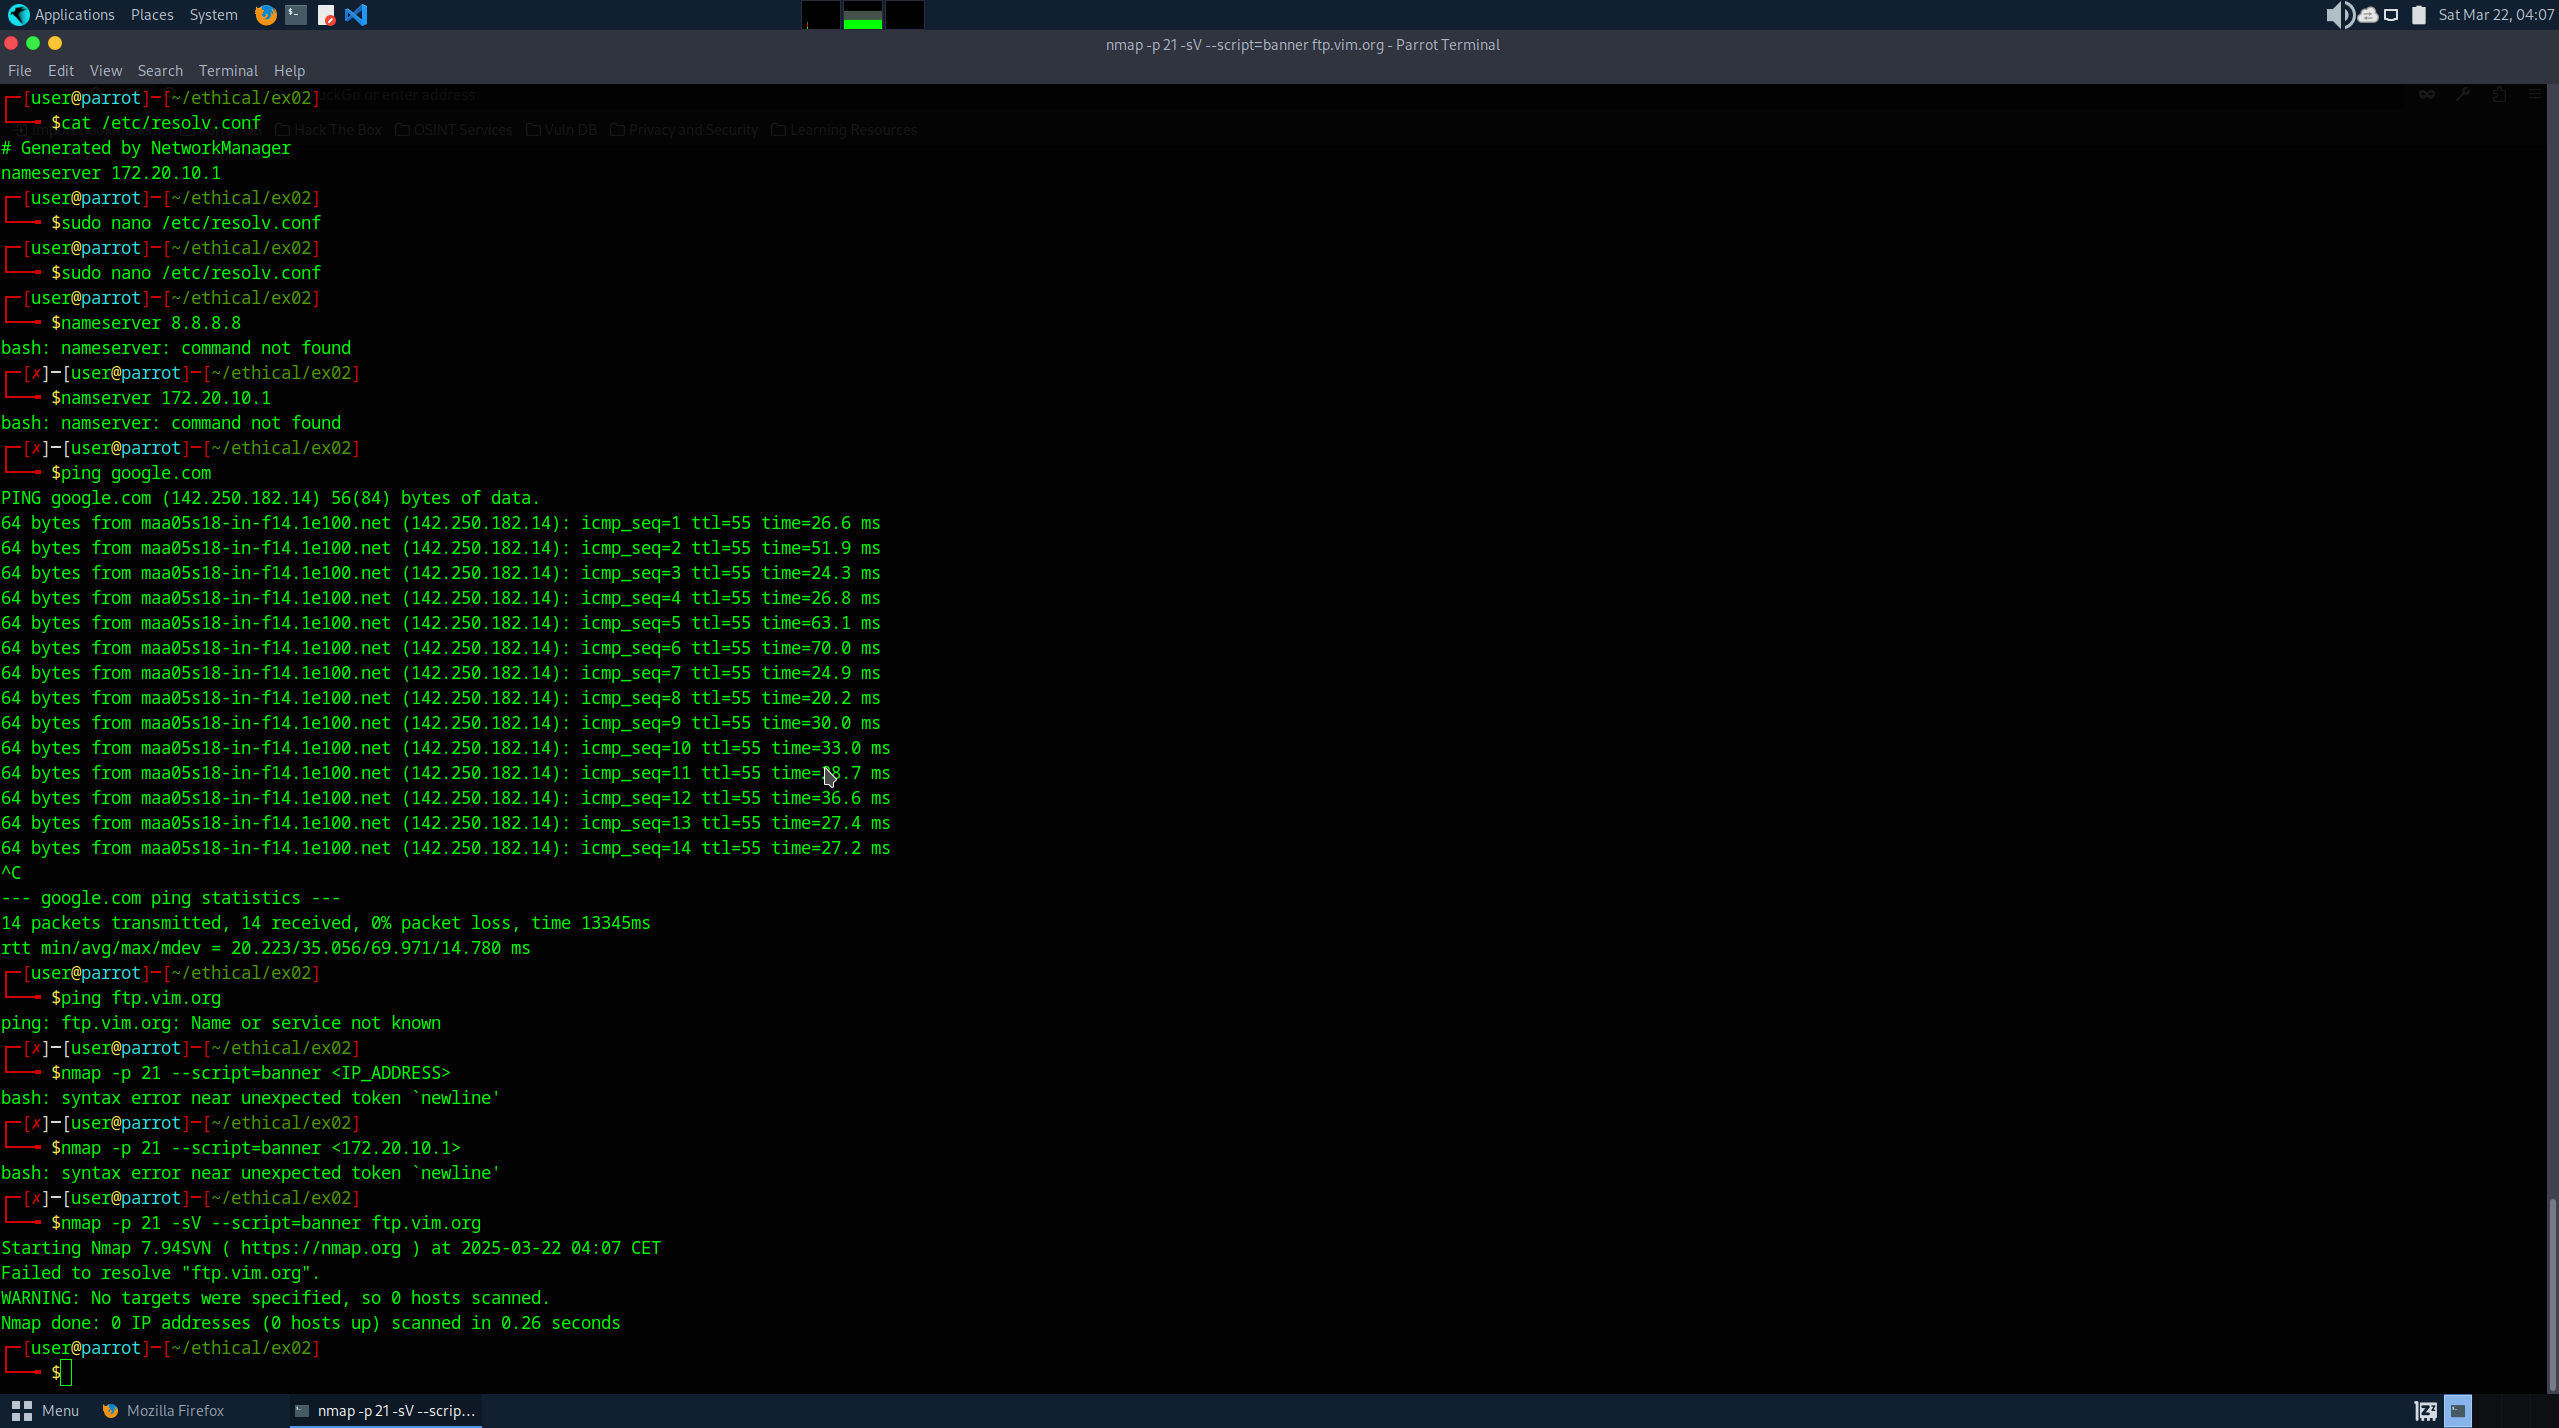 Applications Places System Sat Mar 22, 04:07
nmap -p 21 -sV --script=banner ftp.vim.org - Parrot Terminal
File Edit View Search Terminal Help
┌─[user@parrot]─[~/ethical/ex02]
└──╼ $cat /etc/resolv.conf
# Generated by NetworkManager
nameserver 172.20.10.1
┌─[user@parrot]─[~/ethical/ex02]
└──╼ $sudo nano /etc/resolv.conf
┌─[user@parrot]─[~/ethical/ex02]
└──╼ $sudo nano /etc/resolv.conf
┌─[user@parrot]─[~/ethical/ex02]
└──╼ $nameserver 8.8.8.8
bash: nameserver: command not found
┌─[✗]─[user@parrot]─[~/ethical/ex02]
└──╼ $namserver 172.20.10.1
bash: namserver: command not found
┌─[✗]─[user@parrot]─[~/ethical/ex02]
└──╼ $ping google.com
PING google.com (142.250.182.14) 56(84) bytes of data.
64 bytes from maa05s18-in-f14.1e100.net (142.250.182.14): icmp_seq=1 ttl=55 time=26.6 ms
64 bytes from maa05s18-in-f14.1e100.net (142.250.182.14): icmp_seq=2 ttl=55 time=51.9 ms
64 bytes from maa05s18-in-f14.1e100.net (142.250.182.14): icmp_seq=3 ttl=55 time=24.3 ms
64 bytes from maa05s18-in-f14.1e100.net (142.250.182.14): icmp_seq=4 ttl=55 time=26.8 ms
64 bytes from maa05s18-in-f14.1e100.net (142.250.182.14): icmp_seq=5 ttl=55 time=63.1 ms
64 bytes from maa05s18-in-f14.1e100.net (142.250.182.14): icmp_seq=6 ttl=55 time=70.0 ms
64 bytes from maa05s18-in-f14.1e100.net (142.250.182.14): icmp_seq=7 ttl=55 time=24.9 ms
64 bytes from maa05s18-in-f14.1e100.net (142.250.182.14): icmp_seq=8 ttl=55 time=20.2 ms
64 bytes from maa05s18-in-f14.1e100.net (142.250.182.14): icmp_seq=9 ttl=55 time=30.0 ms
64 bytes from maa05s18-in-f14.1e100.net (142.250.182.14): icmp_seq=10 ttl=55 time=33.0 ms
64 bytes from maa05s18-in-f14.1e100.net (142.250.182.14): icmp_seq=11 ttl=55 ms
64 bytes from maa05s18-in-f14.1e100.net (142.250.182.14): icmp_seq=12 ttl=55 time=36.6 ms
64 bytes from maa05s18-in-f14.1e100.net (142.250.182.14): icmp_seq=13 ttl=55 time=27.4 ms
64 bytes from maa05s18-in-f14.1e100.net (142.250.182.14): icmp_seq=14 ttl=55 time=27.2 ms
^C
--- google.com ping statistics ---
14 packets transmitted, 14 received, 0% packet loss, time 13345ms
rtt min/avg/max/mdev = 20.223/35.056/69.971/14.780 ms
┌─[user@parrot]─[~/ethical/ex02]
└──╼ $ping ftp.vim.org
ping: ftp.vim.org: Name or service not known
┌─[✗]─[user@parrot]─[~/ethical/ex02]
└──╼ $nmap -p 21 --script=banner <IP_ADDRESS>
bash: syntax error near unexpected token `newline'
┌─[✗]─[user@parrot]─[~/ethical/ex02]
└──╼ $nmap -p 21 --script=banner <172.20.10.1>
bash: syntax error near unexpected token `newline'
┌─[✗]─[user@parrot]─[~/ethical/ex02]
└──╼ $nmap -p 21 -sV --script=banner ftp.vim.org
Starting Nmap 7.94SVN ( https://nmap.org ) at 2025-03-22 04:07 CET
Failed to resolve "ftp.vim.org".
WARNING: No targets were specified, so 0 hosts scanned.
Nmap done: 0 IP addresses (0 hosts up) scanned in 0.26 seconds
┌─[user@parrot]─[~/ethical/ex02]
└──╼ $
or enter address
Hack The Box OSINT Services Vuln DB Privacy and Security Learning Resources
Menu Mozilla Firefox nmap -p 21 -sV --scrip...